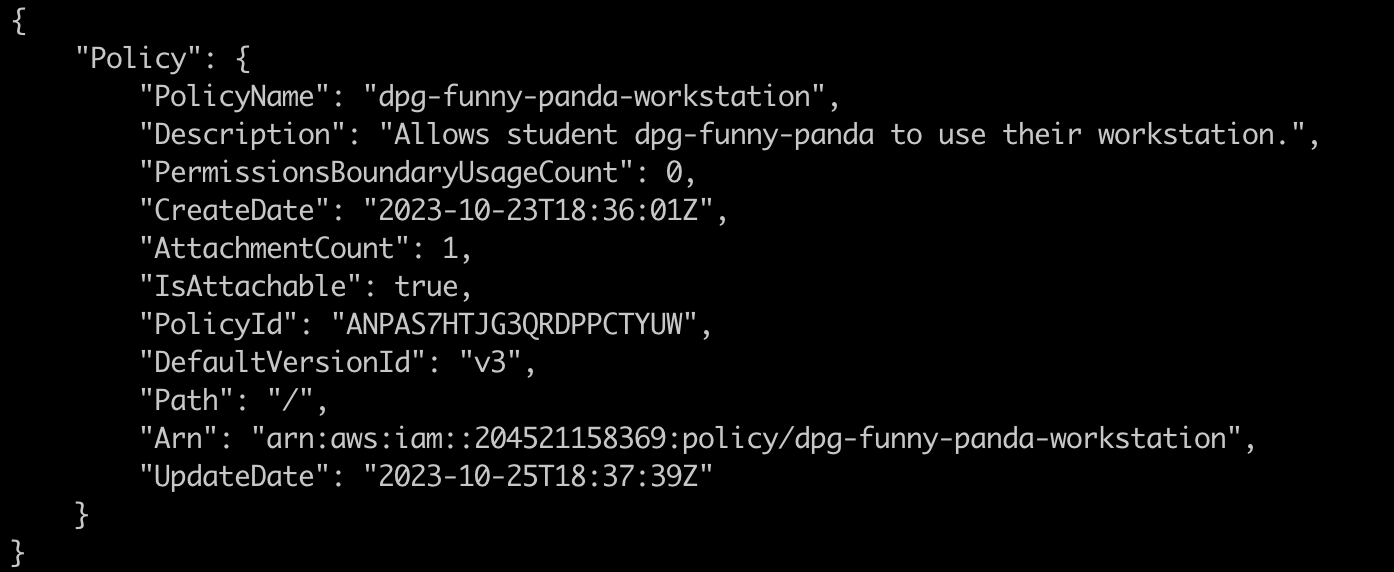 {
    "Policy": {
        "PolicyName": "dpg-funny-panda-workstation",
        "Description": "Allows student dpg-funny-panda to use their workstation.",
        "PermissionsBoundaryUsageCount": 0,
        "CreateDate": "2023-10-23T18:36:01Z",
        "AttachmentCount": 1,
        "IsAttachable": true,
        "PolicyId": "ANPAS7HTJG3QRDPPCTYUW",
        "DefaultVersionId": "v3",
        "Path": "/",
        "Arn": "arn:aws:iam::204521158369:policy/dpg-funny-panda-workstation",
        "UpdateDate": "2023-10-25T18:37:39Z"
    }
}